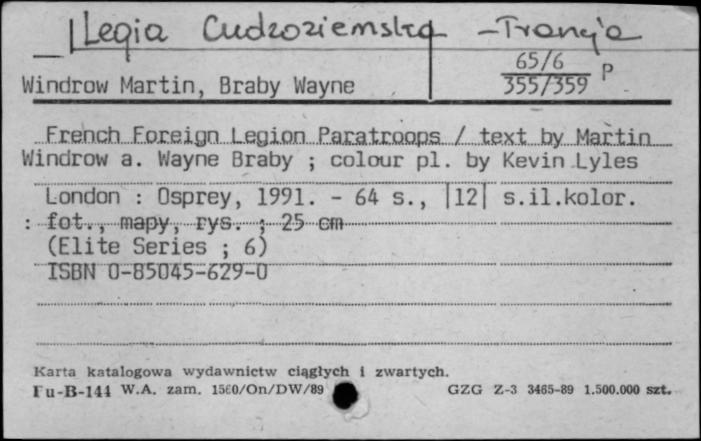 Legia Cudzoziemska - Francja
65/6
Windrow Martin, Braby Wayne
355/359 P
French Foreign Legion Paratroops / text by Martin
Windrow a. Wayne Braby ; colour pl. by Kevin Lyles
London : Osprey, 1991. - 64 s., |12| s.il.kolor.
: fot., mapy, rys. ; 25 cm
(Elite Series ; 6)
ISBN 0-85045-629-0
Karta katalogowa wydawnictw ciągłych i zwartych.
Pu-B-144 W.A. zam. 1560/On/DW/89 GZG Z-3 3465-89 1.500.000 szt.